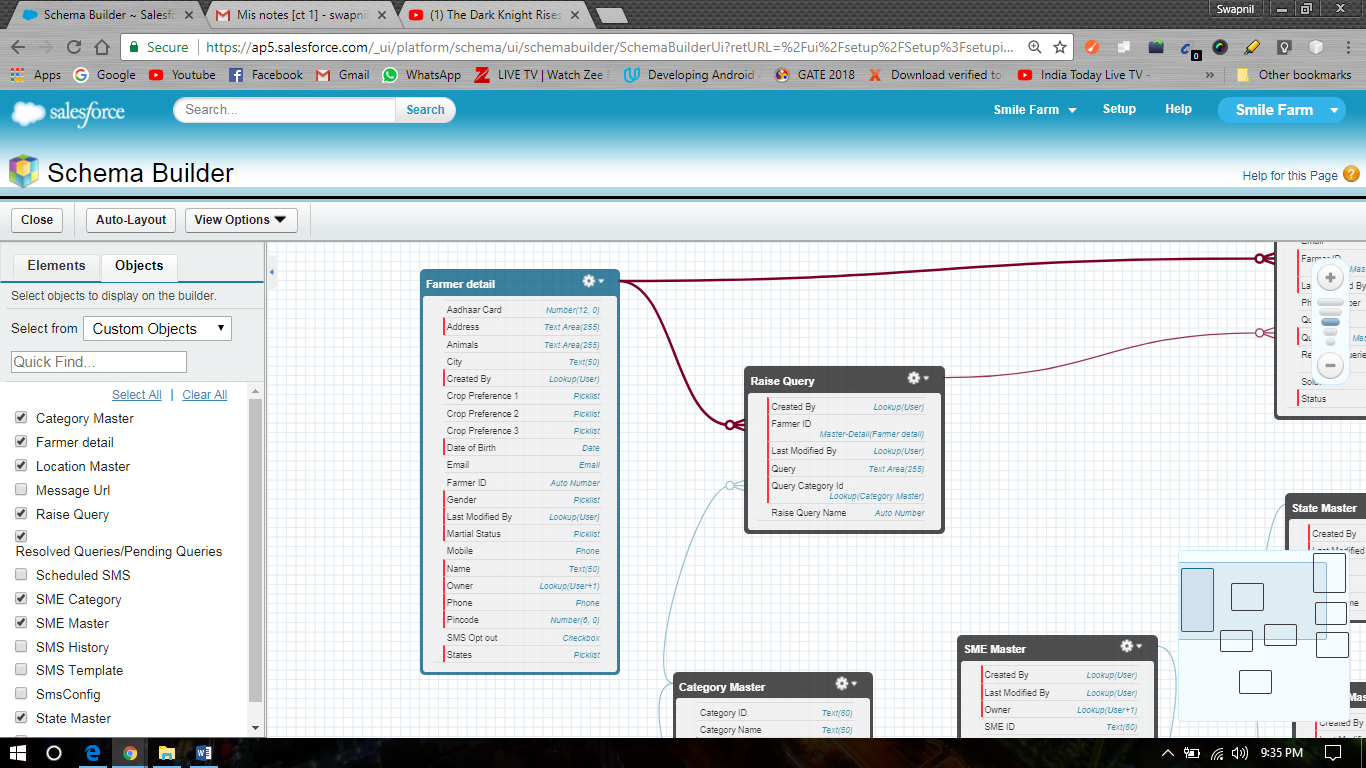 Schema Builder ~ Salesfo
Mis notes [ct 1] - swapnil
(1) The Dark Knight Rises
Swapnil
Secure
https://ap5.salesforce.com/_ui/platform/schema/ui/schemabuilder/SchemaBuilderUi?retURL=%2Fui%2Fsetup%2FSetup%3Fsetupi...
0
Apps
Google
Youtube
Facebook
Gmail
WhatsApp
LIVE TV | Watch Zee
Developing Android
GATE 2018
Download verified to
India Today Live TV -
»
Other bookmarks
salesforce
Search...
Search
Smile Farm
Setup
Help
Smile Farm
Schema Builder
Help for this Page
Close
Auto-Layout
View Options
Elements
Objects
Select objects to display on the builder.
Select from
Custom Objects
Quick Find...
Select All | Clear All
Category Master
Farmer detail
Location Master
Message Url
Raise Query
Resolved Queries/Pending Queries
Scheduled SMS
SME Category
SME Master
SMS History
SMS Template
SmsConfig
State Master
Farmer detail
Aadhaar Card Number(12, 0)
Address Text Area(255)
Animals Text Area(255)
City Text(50)
Created By Lookup(User)
Crop Preference 1 Picklist
Crop Preference 2 Picklist
Crop Preference 3 Picklist
Date of Birth Date
Email Email
Farmer ID Auto Number
Gender Picklist
Last Modified By Lookup(User)
Martial Status Picklist
Mobile Phone
Name Text(50)
Owner Lookup(User+1)
Phone Phone
Pincode Number(6, 0)
SMS Opt out Checkbox
States Picklist
Raise Query
Created By Lookup(User)
Farmer ID
Master-Detail(Farmer detail)
Last Modified By Lookup(User)
Query Text Area(255)
Query Category Id
Lookup(Category Master)
Raise Query Name Auto Number
Category Master
Category ID Text(80)
Category Name Text(50)
SME Master
Created By Lookup(User)
Last Modified By Lookup(User)
Owner Lookup(User+1)
SME ID Text(80)
Status
State Master
Created By
Last Modified
Created By
9:35 PM